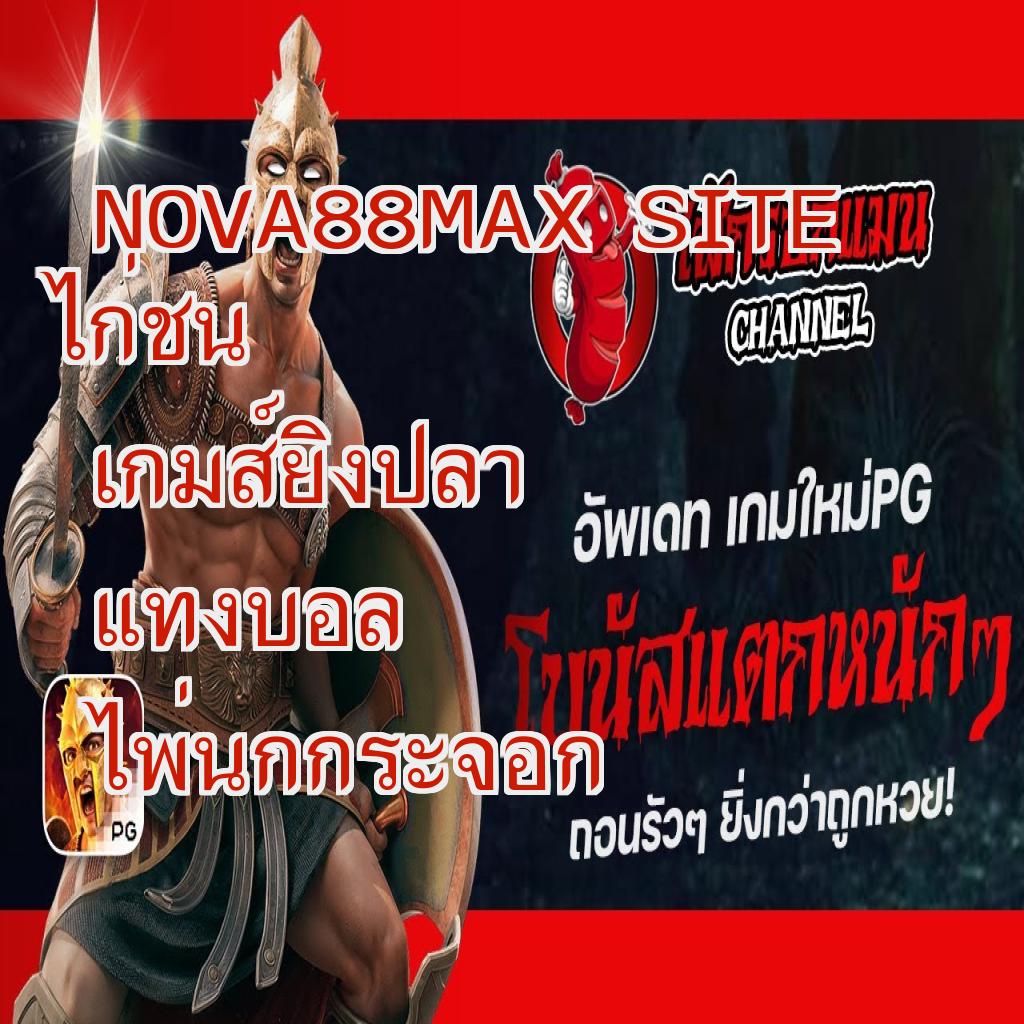 NOVA88MAX SITE
ไก่ชน
เกมส์ยิงปลา
แทงบอล
ไพ่นกกระจอก
CHANNEL
อัพเดท เกมใหม่PG
โบนัสแตกหนักๆ
ถอนรัวๆ ยิ่งกว่าถูกหวย!
PG